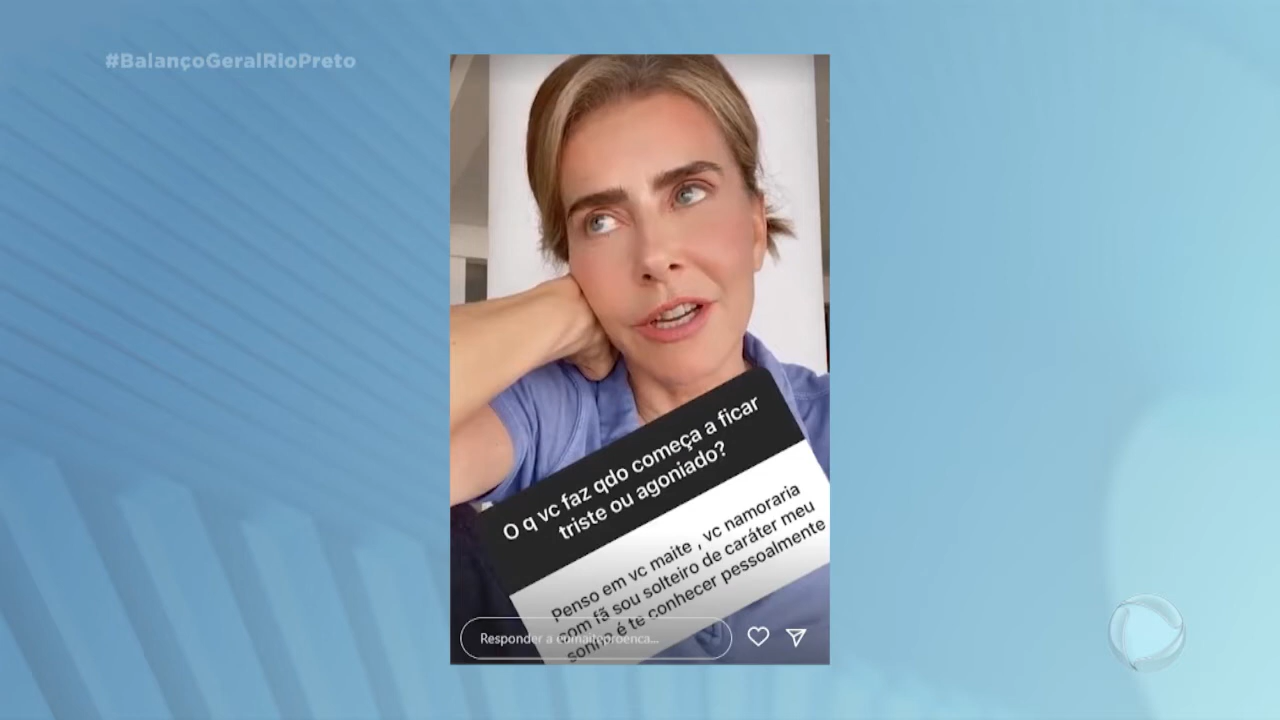 #BalançoGeralRioPreto
O q vc faz qdo começa a ficar
triste ou agoniado?
Penso em vc maite , vc namoraria
com fã sou solteiro de caráter meu
sonho é te conhecer pessoalmente
Responder a eumaiteproenca...